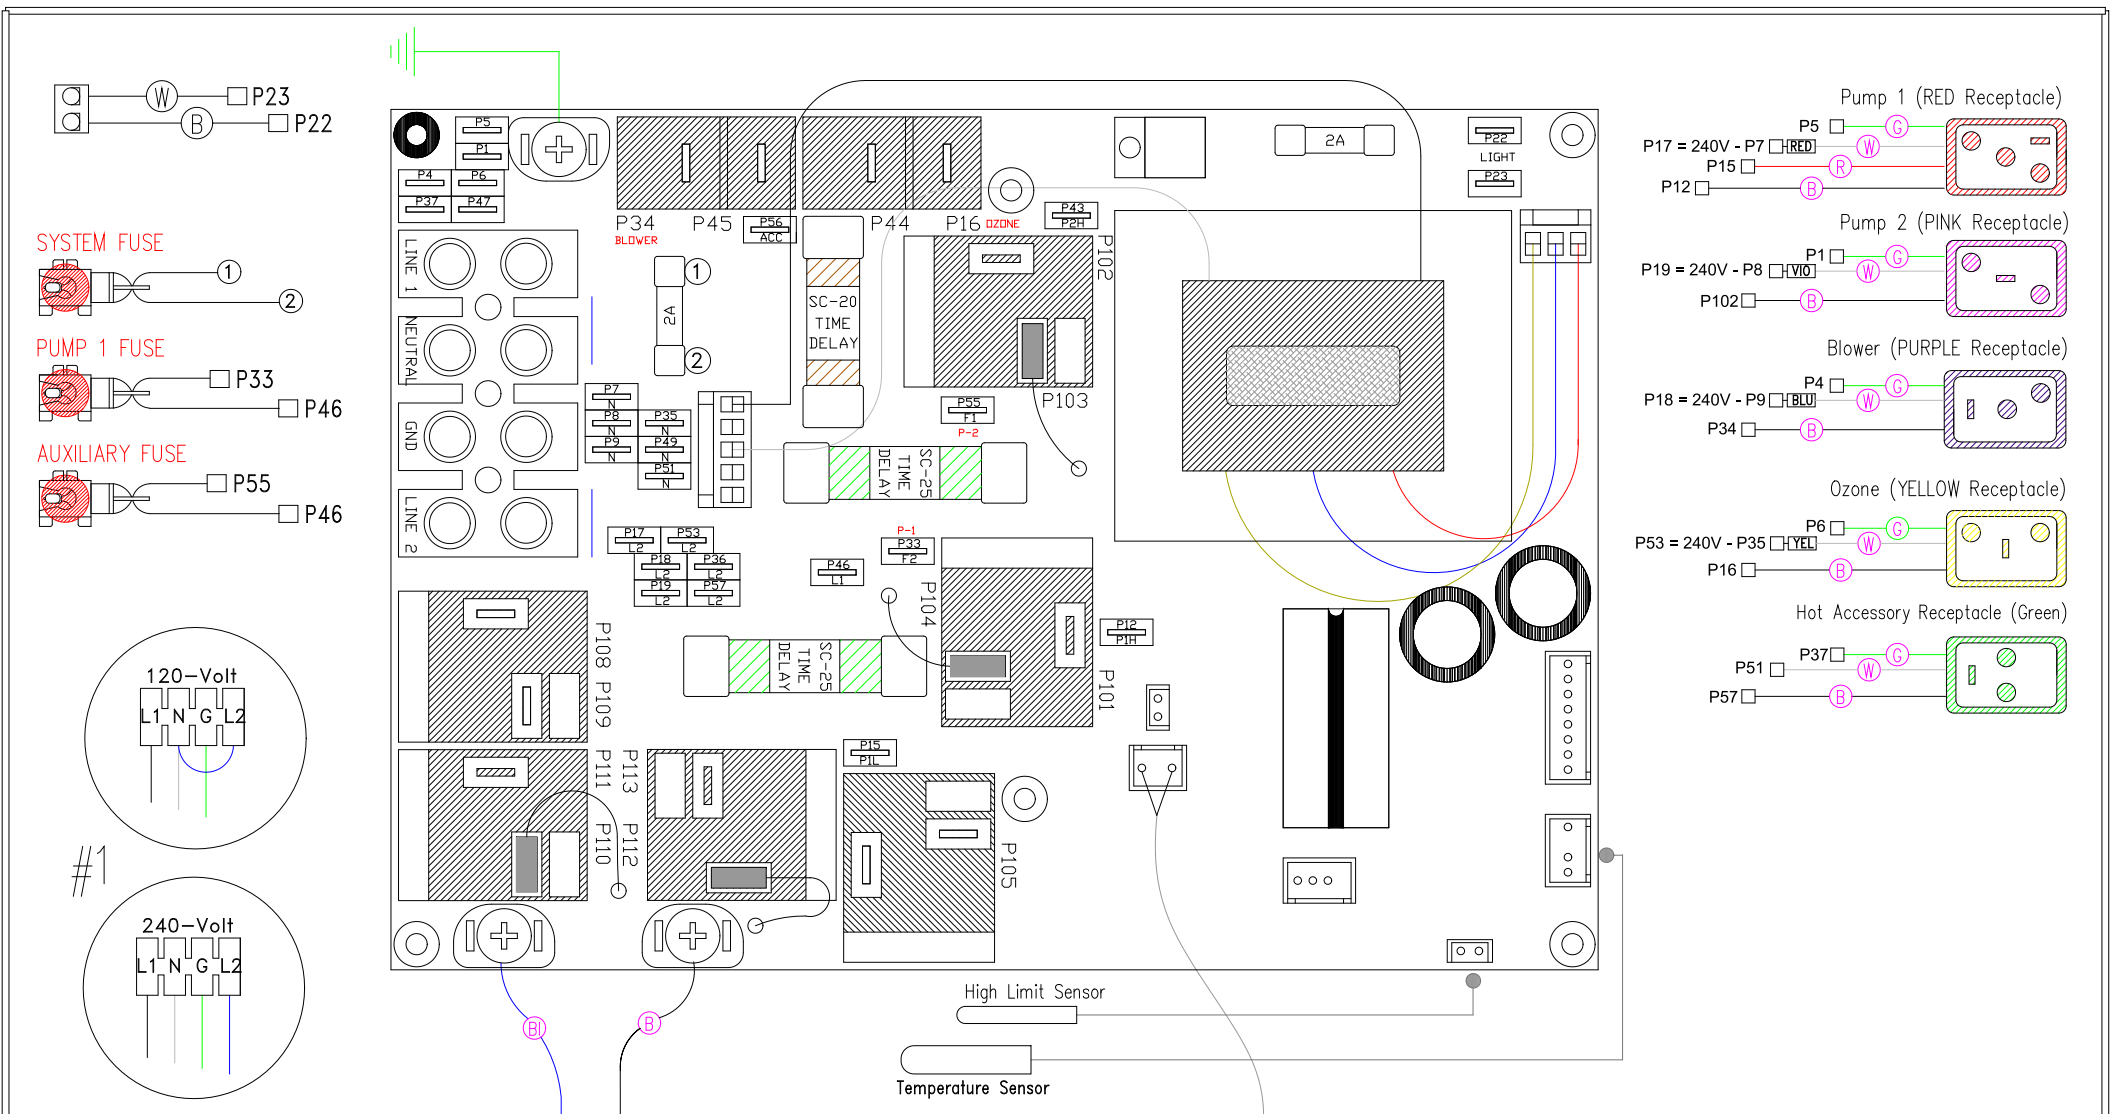 W P23
B P22
SYSTEM FUSE
1
2
PUMP 1 FUSE
P33
P46
AUXILIARY FUSE
P55
P46
120-Volt
L1 N G L2
#1
240-Volt
L1 N G L2
P5
P1
P4 P6
P37 P47
LINE 1
NEUTRAL
GND
LINE 2
P34 P45 P44 P16
BLOWER
OZONE
P56
ACC
P43
P2H
P102
P103
1
2A
2
SC-20
TIME
DELAY
P7
N
P8
N
P9
N
P35
N
P49
N
P51
N
P55
F1
P-2
SC-25
TIME
DELAY
P17
L2
P53
L2
P18
L2
P36
L2
P19
L2
P57
L2
P-1
P33
F2
P46
L1
P104
P101
P12
P1H
SC-25
TIME
DELAY
P108 P109
P111 P110
P113 P112
P15
P1L
P105
2A
P22
LIGHT
P23
BI
B
High Limit Sensor
Temperature Sensor
Pump 1 (RED Receptacle)
P5 G
P17 = 240V - P7 RED W
P15 R
P12 B
Pump 2 (PINK Receptacle)
P1 G
P19 = 240V - P8 VIO W
P102 B
Blower (PURPLE Receptacle)
P4 G
P18 = 240V - P9 BLU W
P34 B
Ozone (YELLOW Receptacle)
P6 G
P53 = 240V - P35 YEL W
P16 B
Hot Accessory Receptacle (Green)
P37 G
P51 W
P57 B